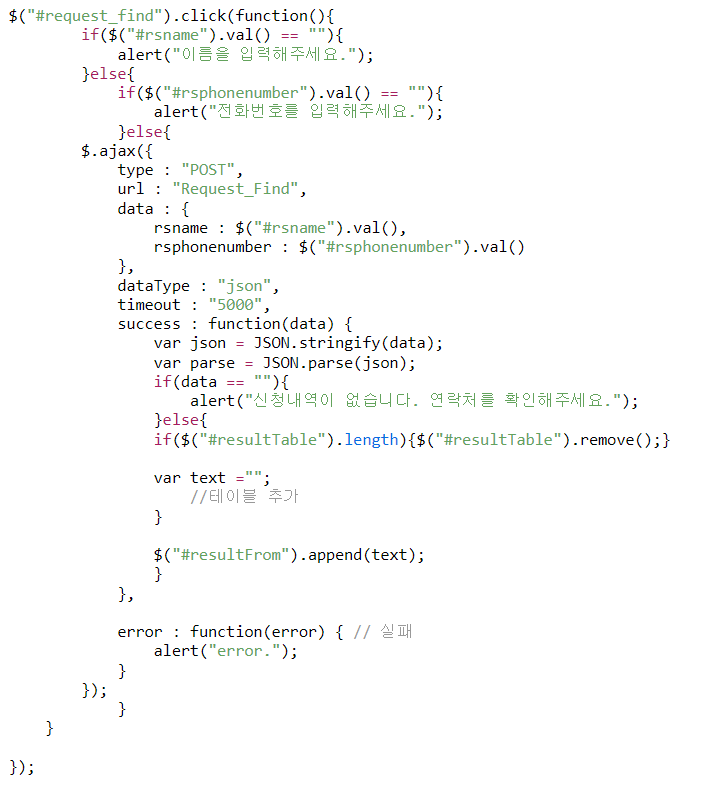 $("#request_find").click(function(){
        if($("#rsname").val() == ""){
            alert("이름을 입력해주세요.");
        }else{
            if($("#rsphonenumber").val() == ""){
                alert("전화번호를 입력해주세요.");
            }else{
        $.ajax({
            type : "POST",
            url : "Request_Find",
            data : {
                rsname : $("#rsname").val(),
                rsphonenumber : $("#rsphonenumber").val()
            },
            dataType : "json",
            timeout : "5000",
            success : function(data) {
                var json = JSON.stringify(data);
                var parse = JSON.parse(json);
                if(data == ""){
                    alert("신청내역이 없습니다. 연락처를 확인해주세요.");
                }else{
                if($("#resultTable").length){$("#resultTable").remove();}
                var text ="";
                    //테이블 추가
                }
                $("#resultFrom").append(text);
                }
            },
            error : function(error) { // 실패
                alert("error.");
            }
        });
            }
    }
});